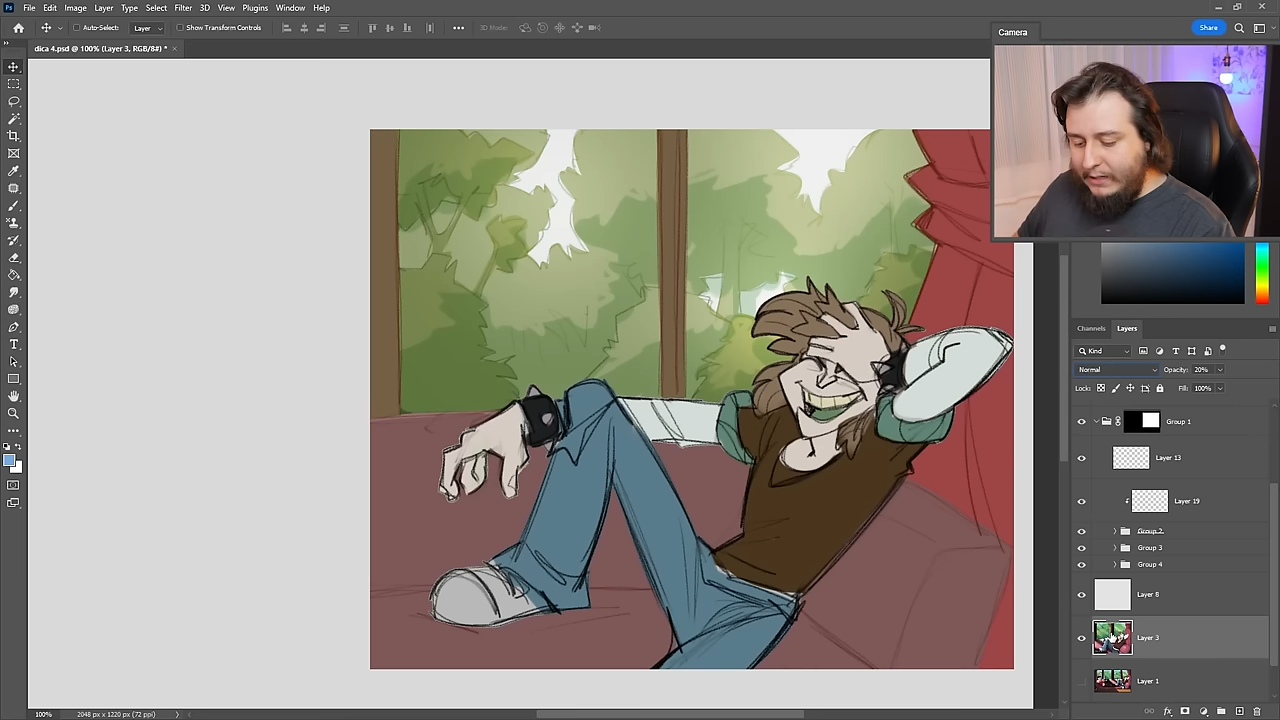 File Edit Image Layer Type Select Filter 3D View Plugins Window Help
Auto-Select: Layer Show Transform Controls 3D Mode: Camera Share
dica 4.psd @ 100% (Layer 3, RGB/8#) * ×
Channels Layers
Kind
Normal Opacity: 20%
Lock: Fill: 100%
Group 1
Layer 13
Layer 19
Group 2
Group 3
Group 4
Layer 8
Layer 3
Layer 1
100% 2048 px x 1220 px (72 ppi)